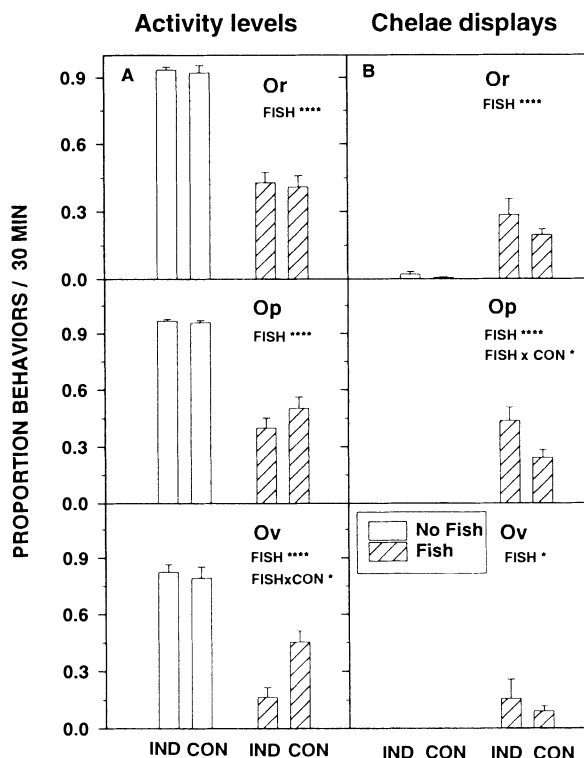 Activity levels
Chelae displays
PROPORTION BEHAVIORS / 30 MIN
A
Or
FISH ****
0.9
0.6
0.3
0.0
B
Or
FISH ****
Op
FISH ****
0.9
0.6
0.3
0.0
Op
FISH ****
FISH x CON *
Ov
FISH ****
FISHxCON *
0.9
0.6
0.3
0.0
No Fish
Fish
Ov
FISH *
IND CON IND CON IND CON IND CON